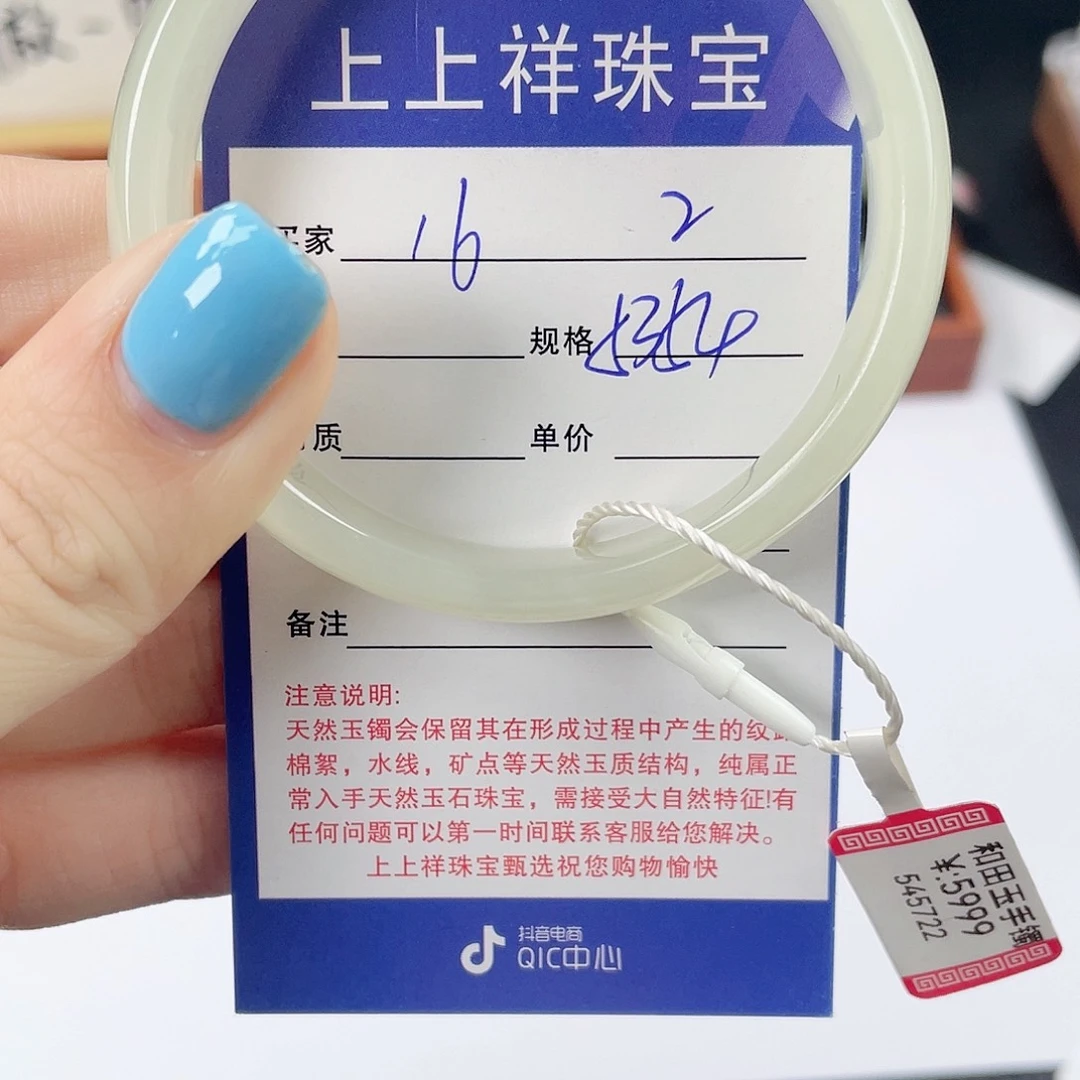 上上祥珠宝
买家 16 2
规格
质 单价
备注
注意说明:
天然玉镯会保留其在形成过程中产生的纹
棉絮，水线，矿点等天然玉质结构，纯属正
常入手天然玉石珠宝，需接受大自然特征!有
任何问题可以第一时间联系客服给您解决。
上上祥珠宝甄选祝您购物愉快
抖音电商
QIC中心
和田玉手镯
¥:5999
545722